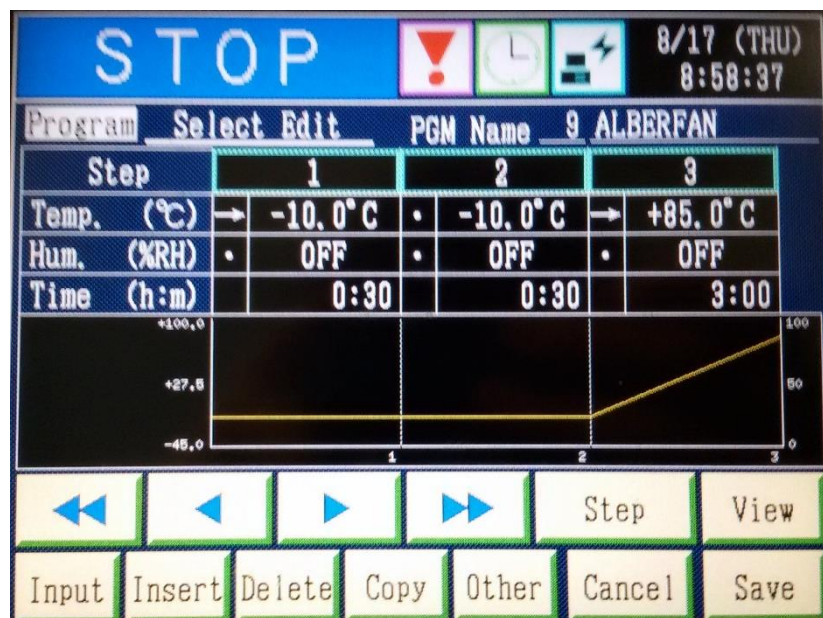 STOP 8/17 (THU)
8:58:37
Program Select Edit PGM Name 9 ALBERFAN
Step 1 2 3
Temp. (℃) → -10.0°C • -10.0°C → +85.0°C
Hum. (%RH) • OFF • OFF • OFF
Time (h:m) 0:30 0:30 3:00
+100.0 100
+27.5 50
-45.0 0
1 2 3
Step View
Input Insert Delete Copy Other Cancel Save